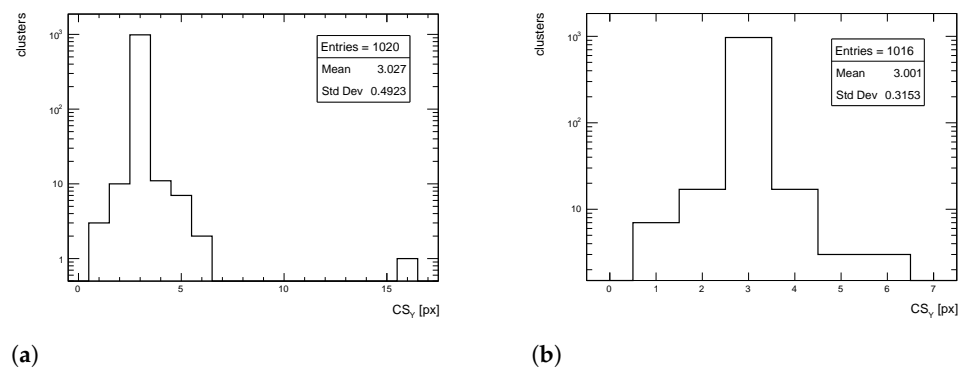 clusters
10³
10²
10
1
Entries = 1020
Mean 3.027
Std Dev 0.4923
0 5 10 15
CS_Y [px]
(a)
clusters
10³
10²
10
Entries = 1016
Mean 3.001
Std Dev 0.3153
0 1 2 3 4 5 6 7
CS_Y [px]
(b)